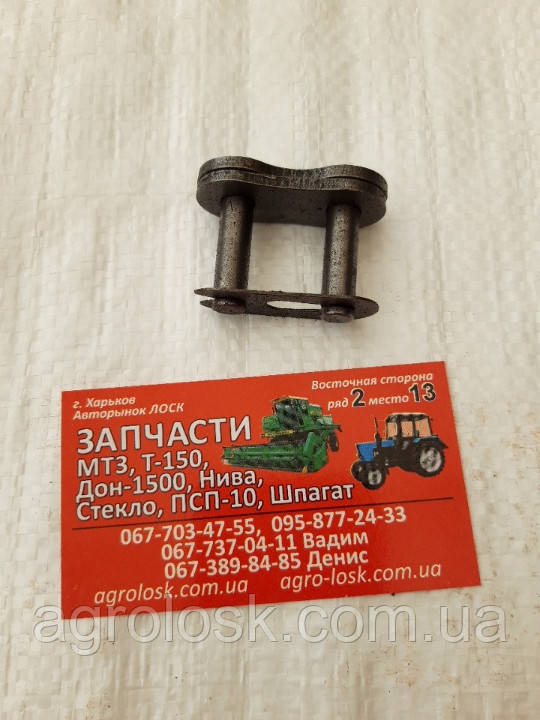 г. Харьков
Авторынок ЛОСК
Восточная сторона
ряд 2 место 13
ЗАПЧАСТИ
МТЗ, Т-150,
Дон-1500, Нива,
Стекло, ПСП-10, Шпагат
067-703-47-55, 095-877-24-33
067-737-04-11 Вадим
067-389-84-85 Денис
agrolosk.com.ua agro-losk.com.ua
agrolosk.com.ua